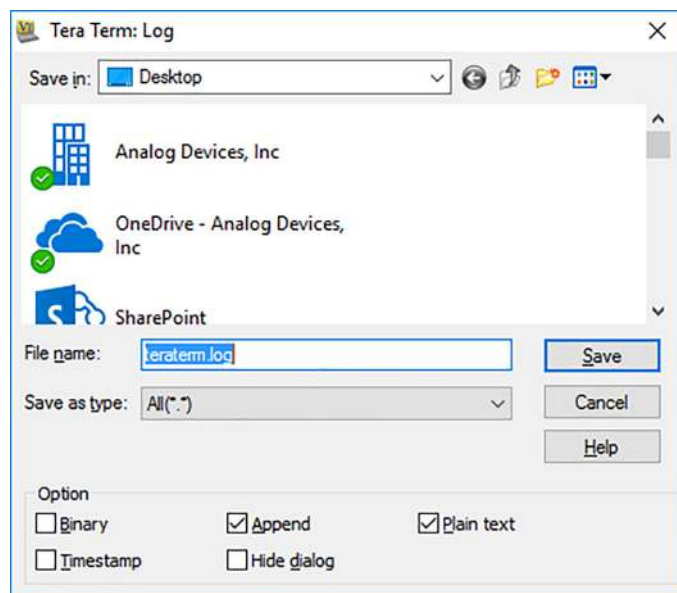 Tera Term: Log
Save in: Desktop
Analog Devices, Inc
OneDrive - Analog Devices,
Inc
SharePoint
File name: teraterm.log Save
Save as type: All(*.*) Cancel
Help
Option
Binary Append Plain text
Timestamp Hide dialog